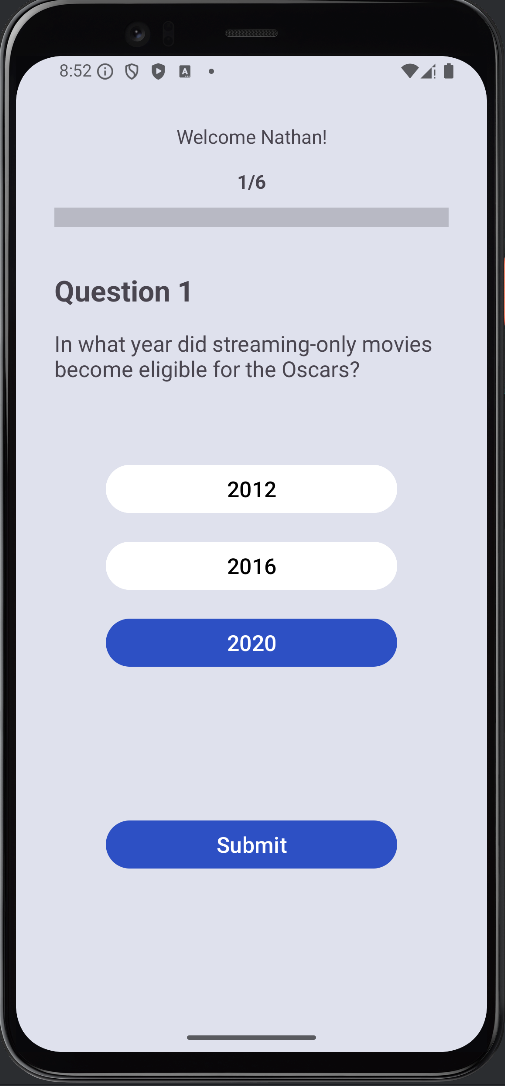 8:52
Welcome Nathan!
1/6
Question 1
In what year did streaming-only movies
become eligible for the Oscars?
2012
2016
2020
Submit